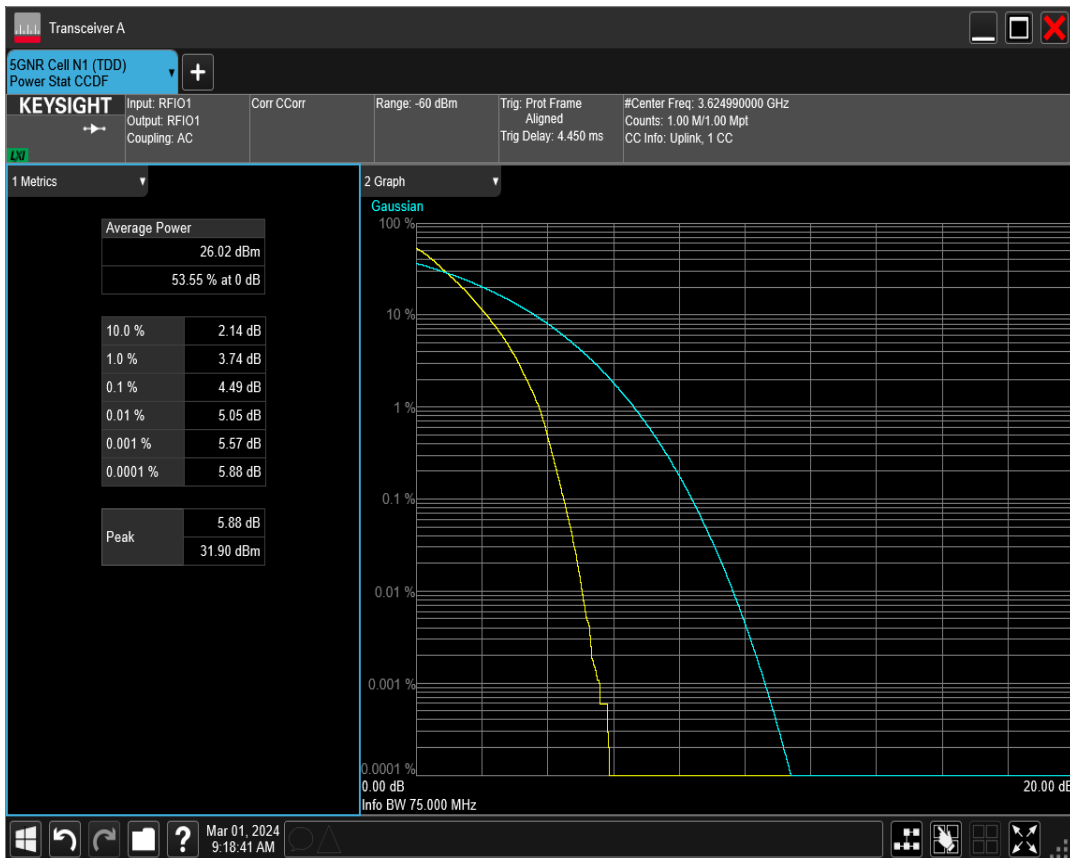 Transceiver A
5GNR Cell N1 (TDD)
Power Stat CCDF
KEYSIGHT
LXI
Input: RFIO1
Output: RFIO1
Coupling: AC
Corr CCorr
Range: -60 dBm
Trig: Prot Frame
Aligned
Trig Delay: 4.450 ms
#Center Freq: 3.624990000 GHz
Counts: 1.00 M/1.00 Mpt
CC Info: Uplink, 1 CC
1 Metrics
Average Power
26.02 dBm
53.55 % at 0 dB
10.0 % 2.14 dB
1.0 % 3.74 dB
0.1 % 4.49 dB
0.01 % 5.05 dB
0.001 % 5.57 dB
0.0001 % 5.88 dB
Peak
5.88 dB
31.90 dBm
2 Graph
Gaussian
100 %
10 %
1 %
0.1 %
0.01 %
0.001 %
0.0001 %
0.00 dB 20.00 dB
Info BW 75.000 MHz
?
Mar 01, 2024
9:18:41 AM